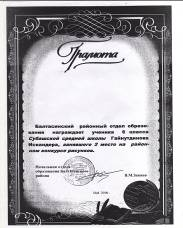 Грамота
Балтасинский районный отдел образо-
вания награждает ученика 6 класса
Субашской средней школы Гайнутдинова
Искандера, занявшего 2 место на район-
ном конкурсе рисунков.
Начальник отдела
образования Балтасинского
района